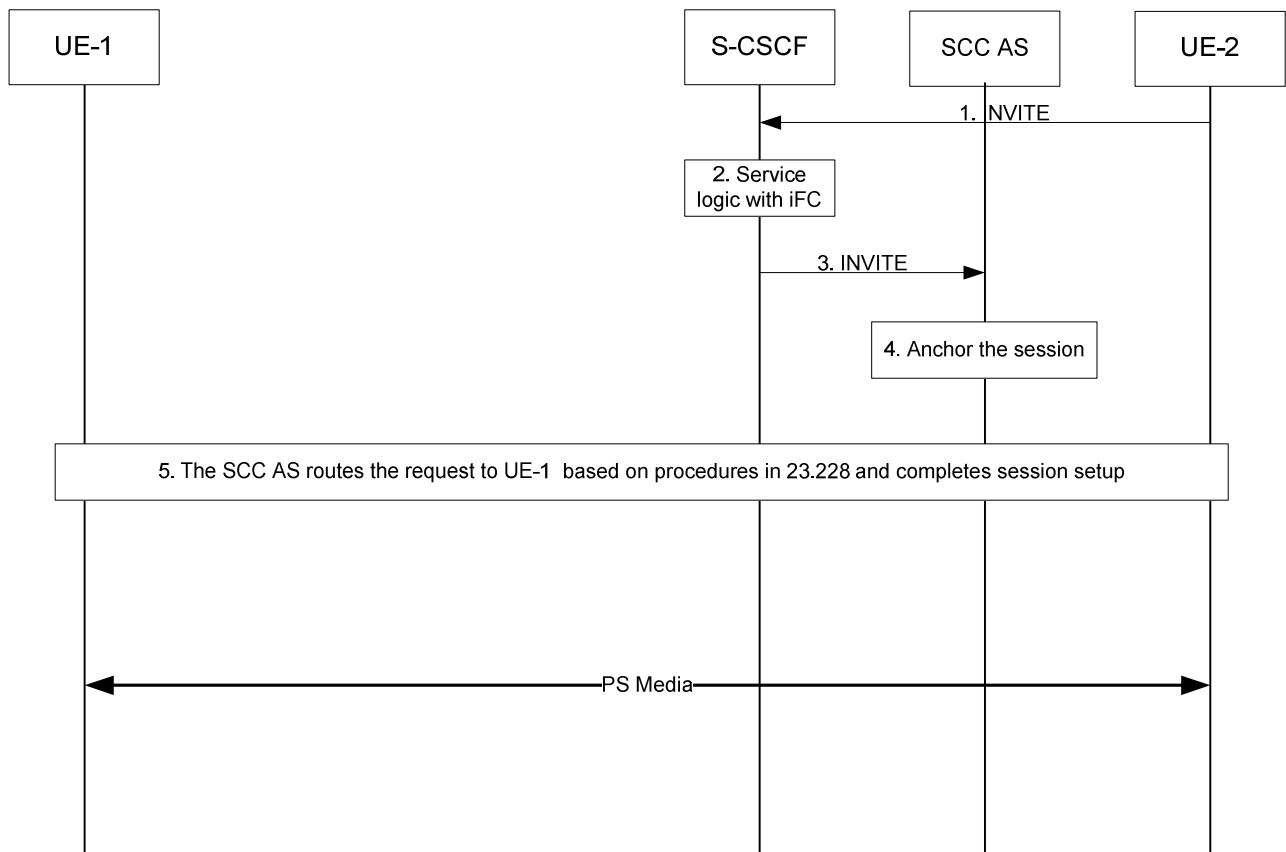 UE-1
S-CSCF
SCC AS
UE-2
1. INVITE
2. Service
logic with iFC
3. INVITE
4. Anchor the session
5. The SCC AS routes the request to UE-1 based on procedures in 23.228 and completes session setup
PS Media